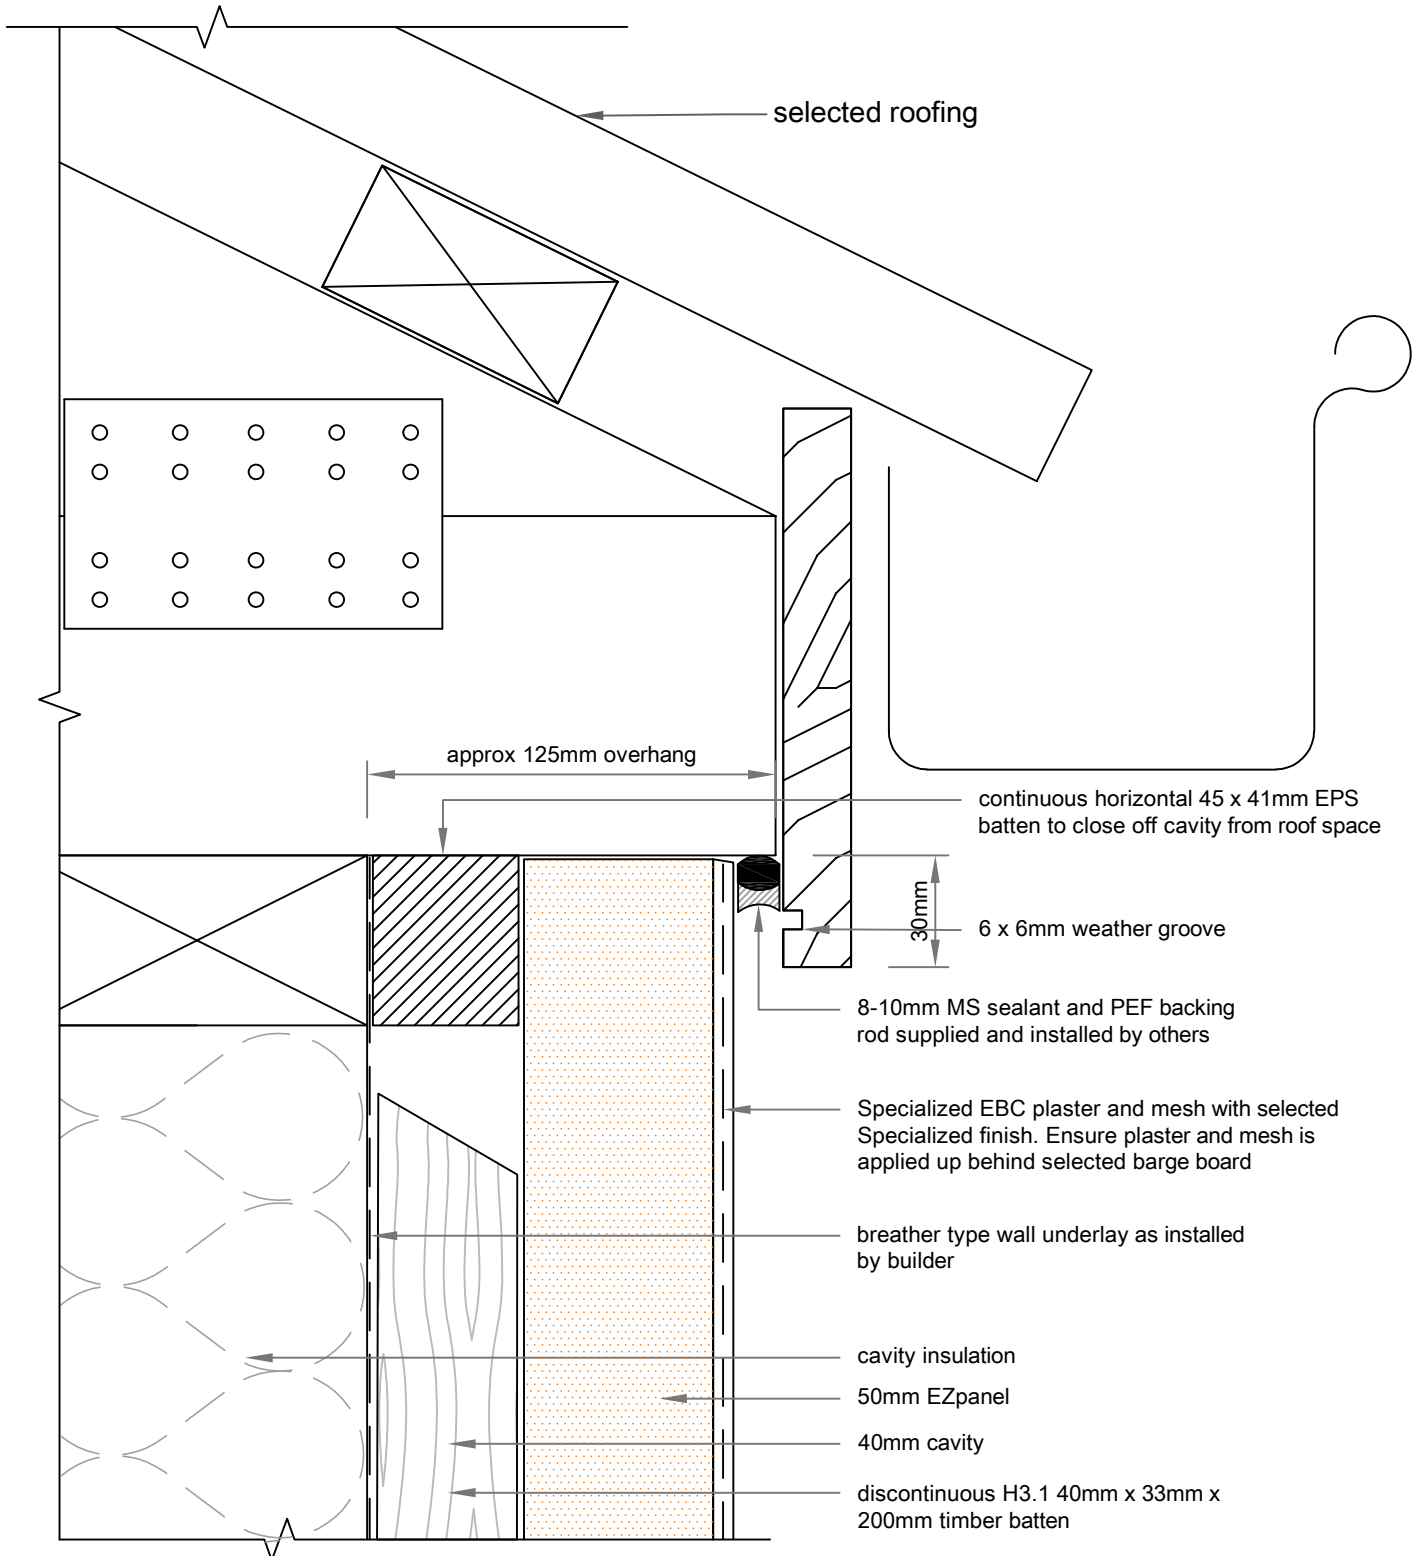 selected roofing
approx 125mm overhang
continuous horizontal 45 x 41mm EPS
batten to close off cavity from roof space
30mm
6 x 6mm weather groove
8-10mm MS sealant and PEF backing
rod supplied and installed by others
Specialized EBC plaster and mesh with selected
Specialized finish. Ensure plaster and mesh is
applied up behind selected barge board
breather type wall underlay as installed
by builder
cavity insulation
50mm EZpanel
40mm cavity
discontinuous H3.1 40mm x 33mm x
200mm timber batten